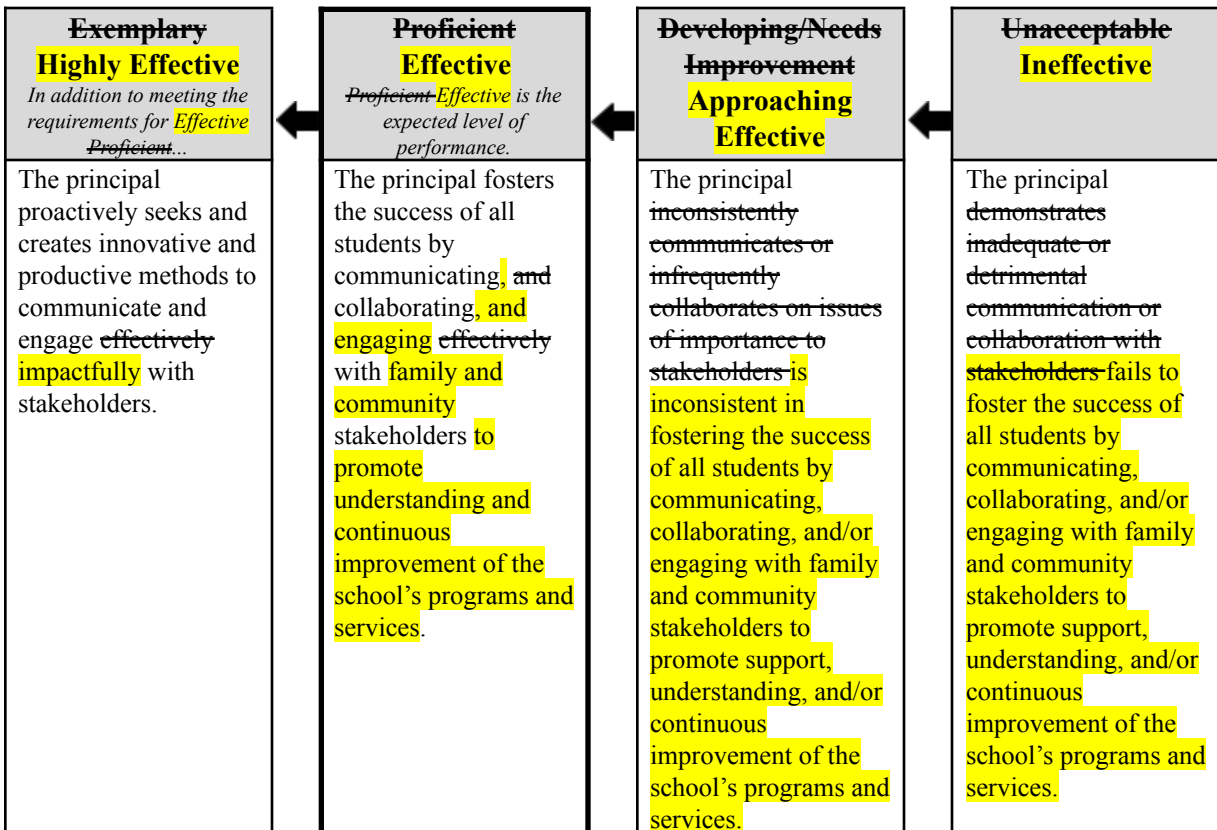 Exemplary
Highly Effective
In addition to meeting the
requirements for Effective
Proficient...
The principal
proactively seeks and
creates innovative and
productive methods to
communicate and
engage effectively
impactfully with
stakeholders.
Proficient
Effective
Proficient Effective is the
expected level of
performance.
The principal fosters
the success of all
students by
communicating, and
collaborating, and
engaging effectively
with family and
community
stakeholders to
promote
understanding and
continuous
improvement of the
school’s programs and
services.
Developing/Needs
Improvement
Approaching
Effective
The principal
inconsistently
communicates or
infrequently
collaborates on issues
of importance to
stakeholders is
inconsistent in
fostering the success
of all students by
communicating,
collaborating, and/or
engaging with family
and community
stakeholders to
promote support,
understanding, and/or
continuous
improvement of the
school’s programs and
services.
Unacceptable
Ineffective
The principal
demonstrates
inadequate or
detrimental
communication or
collaboration with
stakeholders fails to
foster the success of
all students by
communicating,
collaborating, and/or
engaging with family
and community
stakeholders to
promote support,
understanding, and/or
continuous
improvement of the
school’s programs and
services.